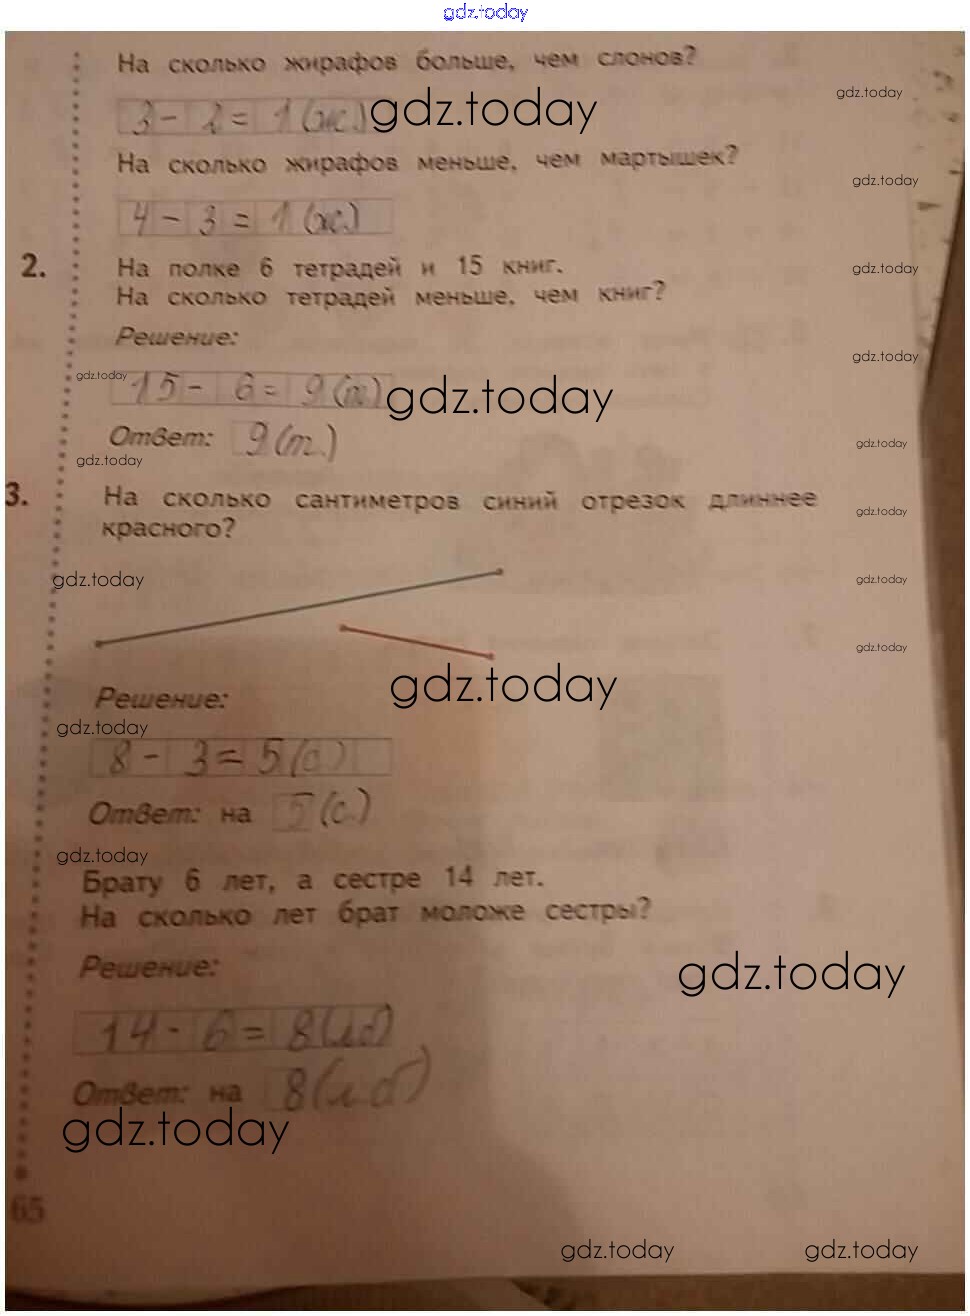 gdz.today
На сколько жирафов больше, чем слонов?
3 - 2 = 1 (ж.)
gdz.today
gdz.today
На сколько жирафов меньше, чем мартышек?
gdz.today
4 - 3 = 1 (ж.)
2. На полке 6 тетрадей и 15 книг.
gdz.today
На сколько тетрадей меньше, чем книг?
Решение:
gdz.today
gdz.today
15 - 6 = 9 (т.)
gdz.today
Ответ: 9 (т.)
gdz.today
gdz.today
3. На сколько сантиметров синий отрезок длиннее
gdz.today
красного?
gdz.today
gdz.today
gdz.today
Решение:
gdz.today
gdz.today
8 - 3 = 5 (с)
Ответ: на 5 (с.)
gdz.today
Брату 6 лет, а сестре 14 лет.
На сколько лет брат моложе сестры?
Решение:
gdz.today
14 - 6 = 8
Ответ: на 8
gdz.today
65
gdz.today
gdz.today